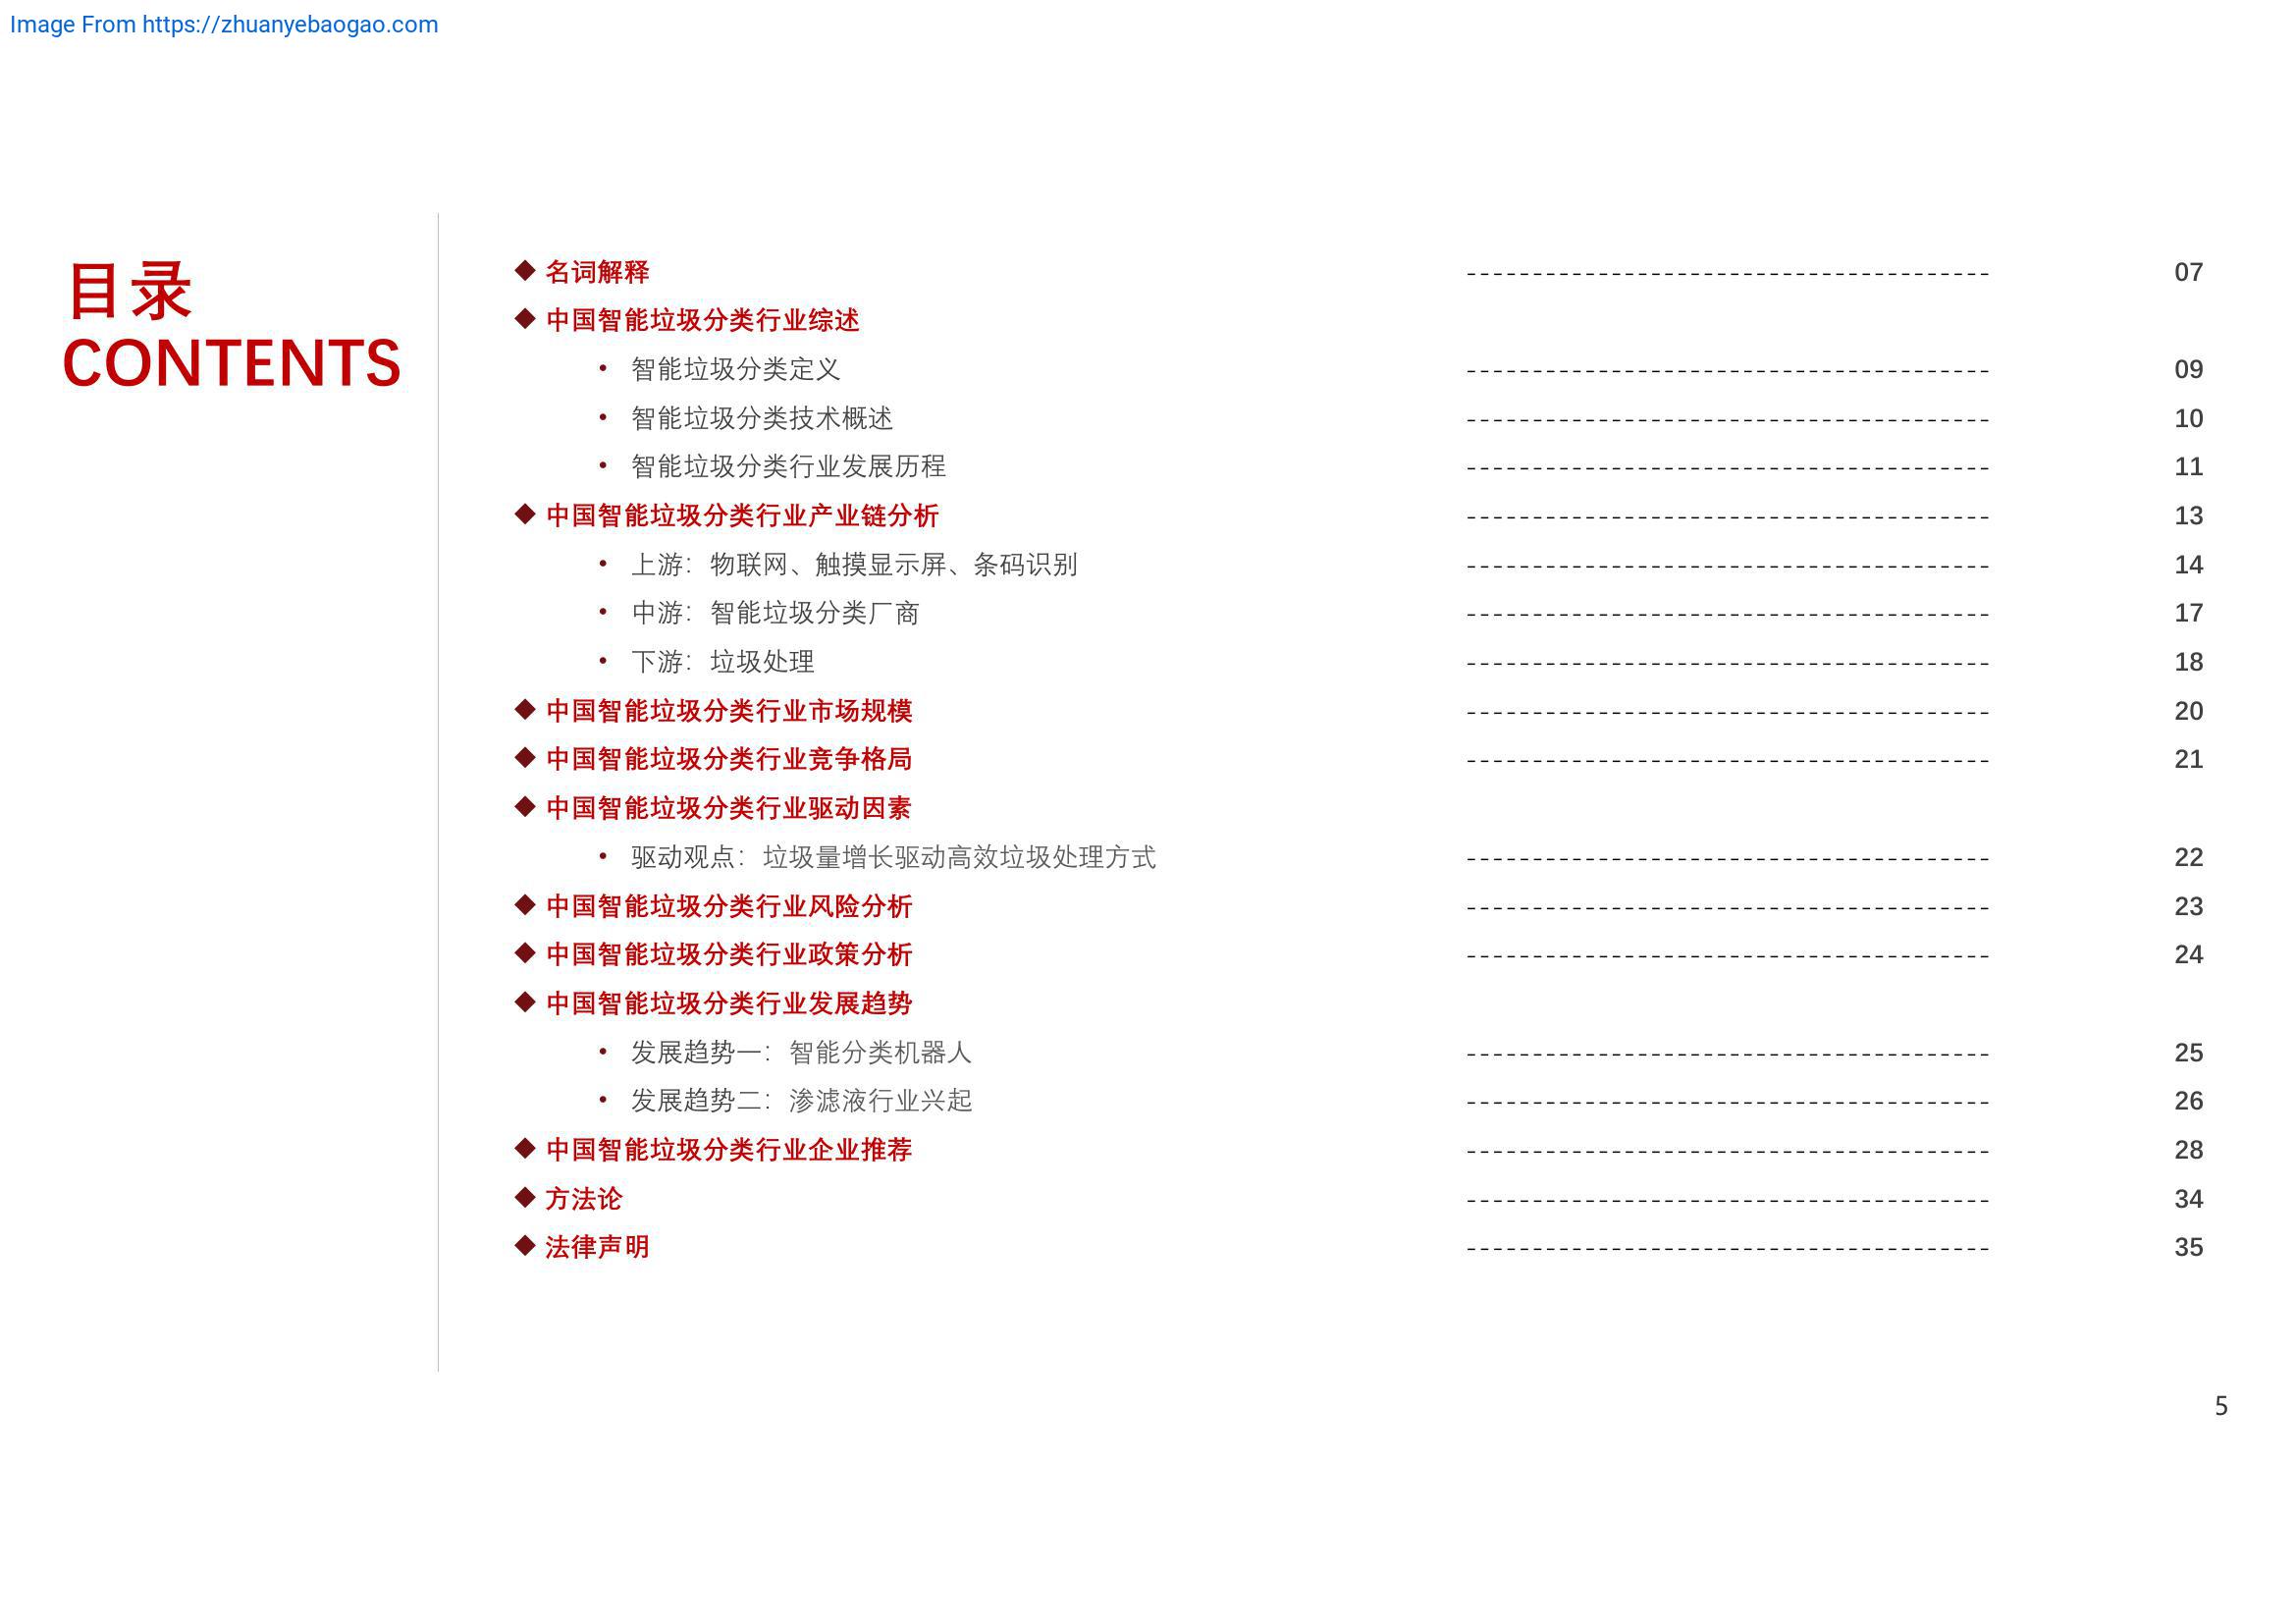 Image From https://zhuanyebaogao.com
目录
CONTENTS
◆ 名词解释 ---------------------------------------- 07
◆ 中国智能垃圾分类行业综述
• 智能垃圾分类定义 ---------------------------------------- 09
• 智能垃圾分类技术概述 ---------------------------------------- 10
• 智能垃圾分类行业发展历程 ---------------------------------------- 11
◆ 中国智能垃圾分类行业产业链分析 ---------------------------------------- 13
• 上游：物联网、触摸显示屏、条码识别 ---------------------------------------- 14
• 中游：智能垃圾分类厂商 ---------------------------------------- 17
• 下游：垃圾处理 ---------------------------------------- 18
◆ 中国智能垃圾分类行业市场规模 ---------------------------------------- 20
◆ 中国智能垃圾分类行业竞争格局 ---------------------------------------- 21
◆ 中国智能垃圾分类行业驱动因素
• 驱动观点：垃圾量增长驱动高效垃圾处理方式 ---------------------------------------- 22
◆ 中国智能垃圾分类行业风险分析 ---------------------------------------- 23
◆ 中国智能垃圾分类行业政策分析 ---------------------------------------- 24
◆ 中国智能垃圾分类行业发展趋势
• 发展趋势一：智能分类机器人 ---------------------------------------- 25
• 发展趋势二：渗滤液行业兴起 ---------------------------------------- 26
◆ 中国智能垃圾分类行业企业推荐 ---------------------------------------- 28
◆ 方法论 ---------------------------------------- 34
◆ 法律声明 ---------------------------------------- 35
5